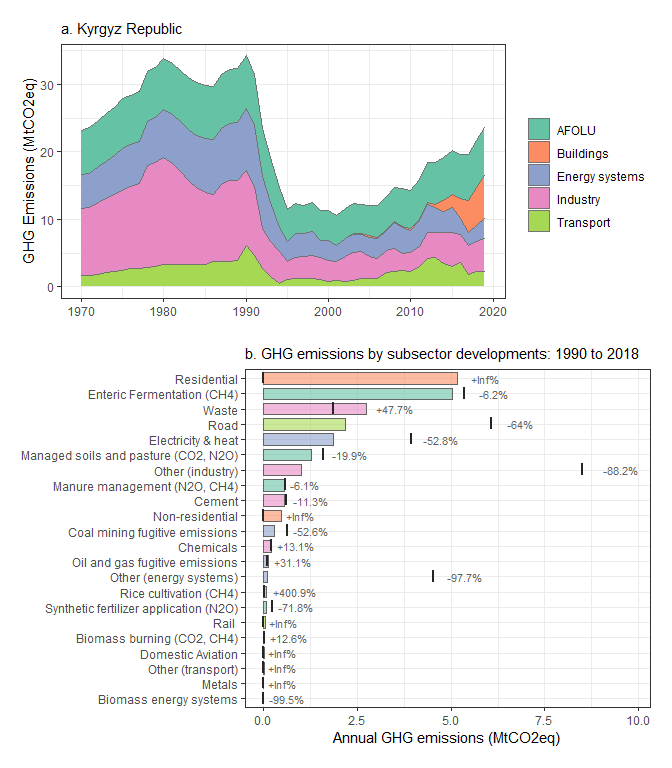 a. Kyrgyz Republic
GHG Emissions (MtCO2eq)
30
20
10
0
1970 1980 1990 2000 2010 2020
AFOLU
Buildings
Energy systems
Industry
Transport
b. GHG emissions by subsector developments: 1990 to 2018
Residential +Inf%
Enteric Fermentation (CH4) -6.2%
Waste +47.7%
Road -64%
Electricity & heat -52.8%
Managed soils and pasture (CO2, N2O) -19.9%
Other (industry) -88.2%
Manure management (N2O, CH4) -6.1%
Cement -11.3%
Non-residential +Inf%
Coal mining fugitive emissions -52.6%
Chemicals +13.1%
Oil and gas fugitive emissions +31.1%
Other (energy systems) -97.7%
Rice cultivation (CH4) +400.9%
Synthetic fertilizer application (N2O) -71.8%
Rail +Inf%
Biomass burning (CO2, CH4) +12.6%
Domestic Aviation +Inf%
Other (transport) +Inf%
Metals +Inf%
Biomass energy systems -99.5%
0.0 2.5 5.0 7.5 10.0
Annual GHG emissions (MtCO2eq)